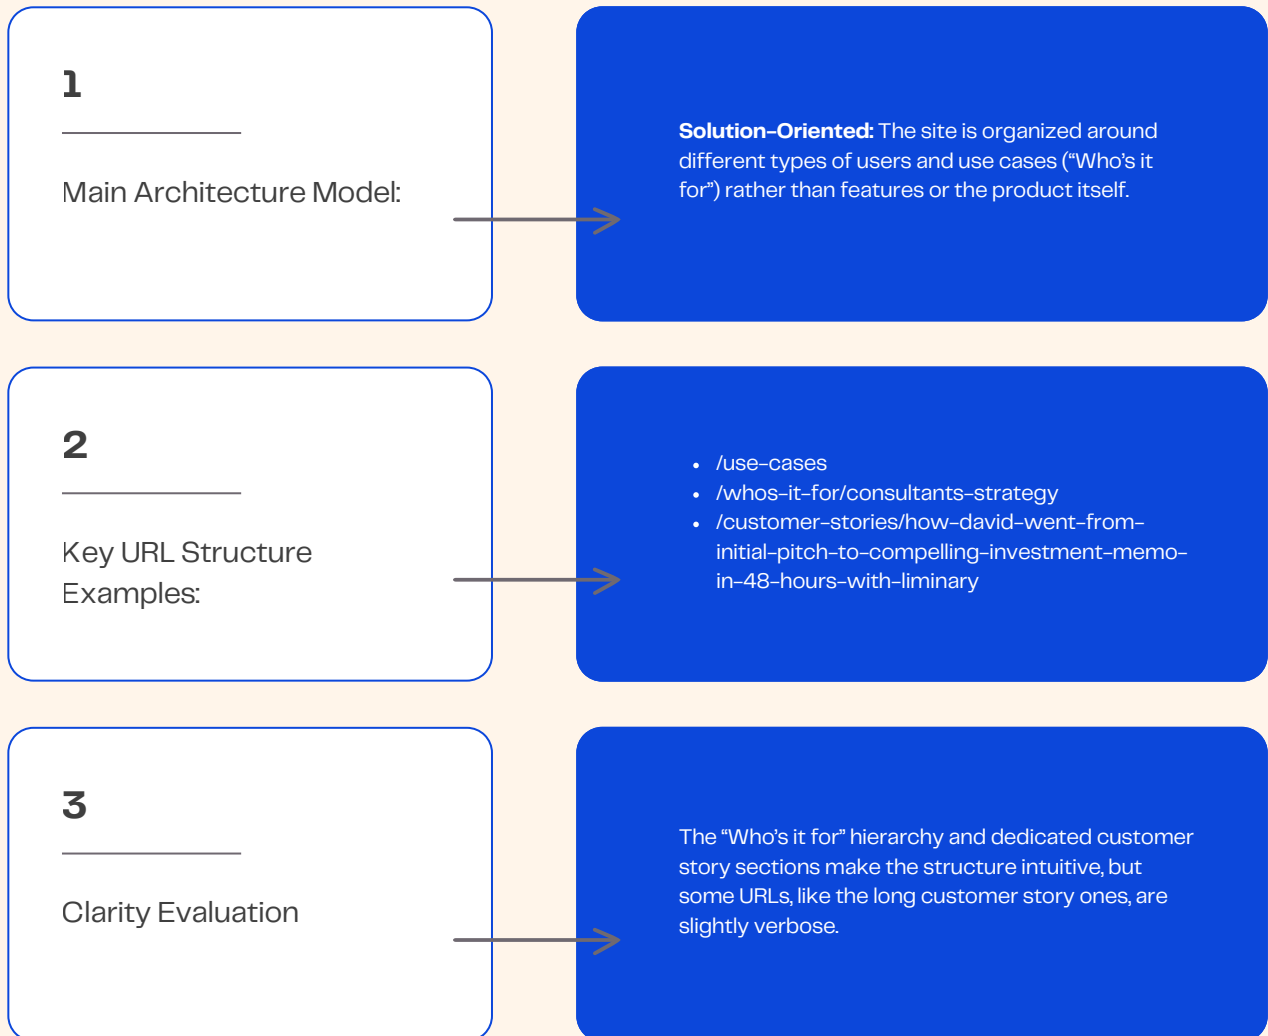 1
Main Architecture Model:
Solution-Oriented: The site is organized around
different types of users and use cases (“Who’s it
for”) rather than features or the product itself.
2
Key URL Structure
Examples:
• /use-cases
• /whos-it-for/consultants-strategy
• /customer-stories/how-david-went-from-
initial-pitch-to-compelling-investment-memo-
in-48-hours-with-liminary
3
Clarity Evaluation
The “Who’s it for” hierarchy and dedicated customer
story sections make the structure intuitive, but
some URLs, like the long customer story ones, are
slightly verbose.